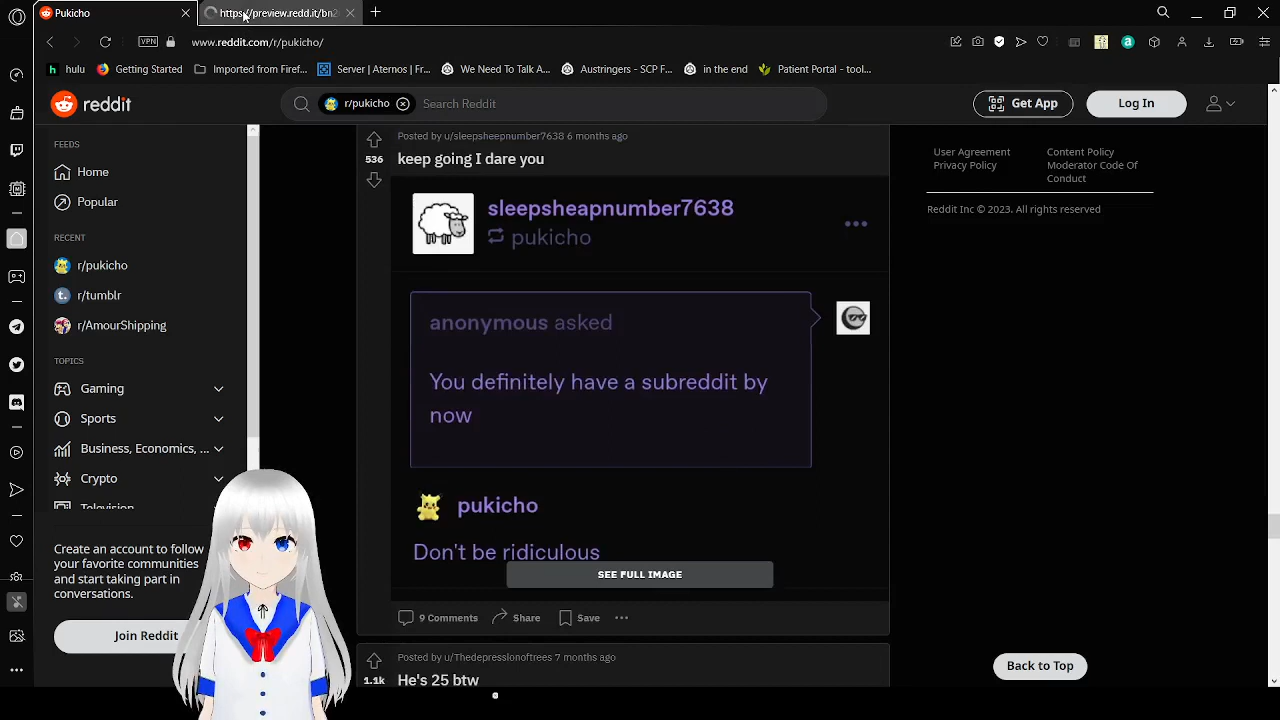 Pukicho
https://preview.redd.it/bn2
VPN
www.reddit.com/r/pukicho/
hulu
Getting Started
Imported from Firef...
Server | Aternos | Fr...
We Need To Talk A...
Austringers - SCP F...
in the end
Patient Portal - tool...
reddit
r/pukicho
Search Reddit
Get App
Log In
FEEDS
Home
Popular
RECENT
r/pukicho
r/tumblr
r/AmourShipping
TOPICS
Gaming
Sports
Business, Economics, ...
Crypto
Television
Create an account to follow
your favorite communities
and start taking part in
conversations.
Join Reddit
Posted by u/sleepsheepnumber7638 6 months ago
536
keep going I dare you
sleepsheapnumber7638
pukicho
anonymous asked
You definitely have a subreddit by
now
pukicho
Don't be ridiculous
SEE FULL IMAGE
9 Comments
Share
Save
Posted by u/Thedepressionoftrees 7 months ago
1.1k
He's 25 btw
User Agreement
Privacy Policy
Content Policy
Moderator Code Of
Conduct
Reddit Inc © 2023. All rights reserved
Back to Top